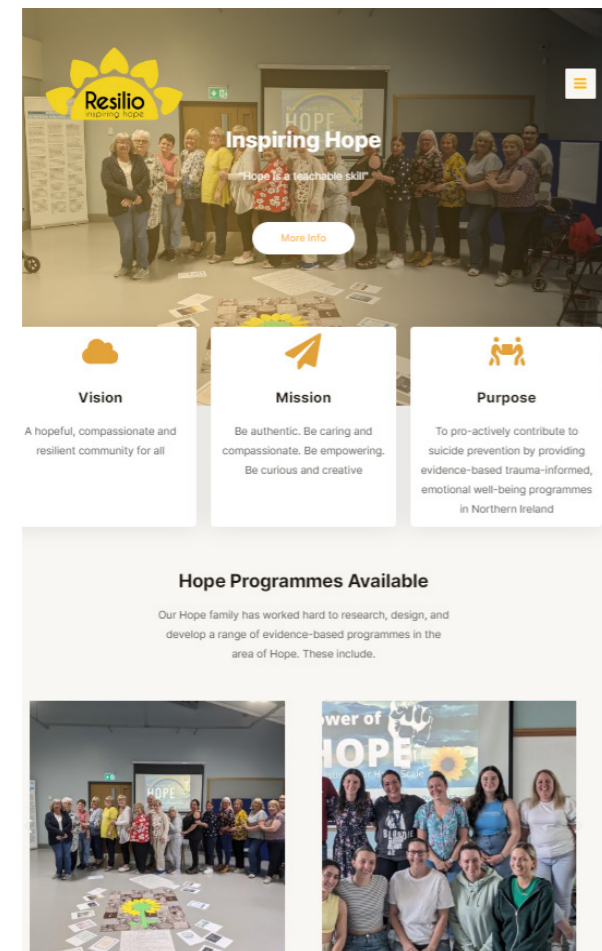 Resilio
inspiring hope
HOPE
Inspiring Hope
"Hope is a teachable skill"
More Info
Vision
A hopeful, compassionate and
resilient community for all
Mission
Be authentic. Be caring and
compassionate. Be empowering.
Be curious and creative
Purpose
To pro-actively contribute to
suicide prevention by providing
evidence-based trauma-informed,
emotional well-being programmes
in Northern Ireland
Hope Programmes Available
Our Hope family has worked hard to research, design, and
develop a range of evidence-based programmes in the
area of Hope. These include.
HOPE
ower of
HOPE
Scale
BLONDIE